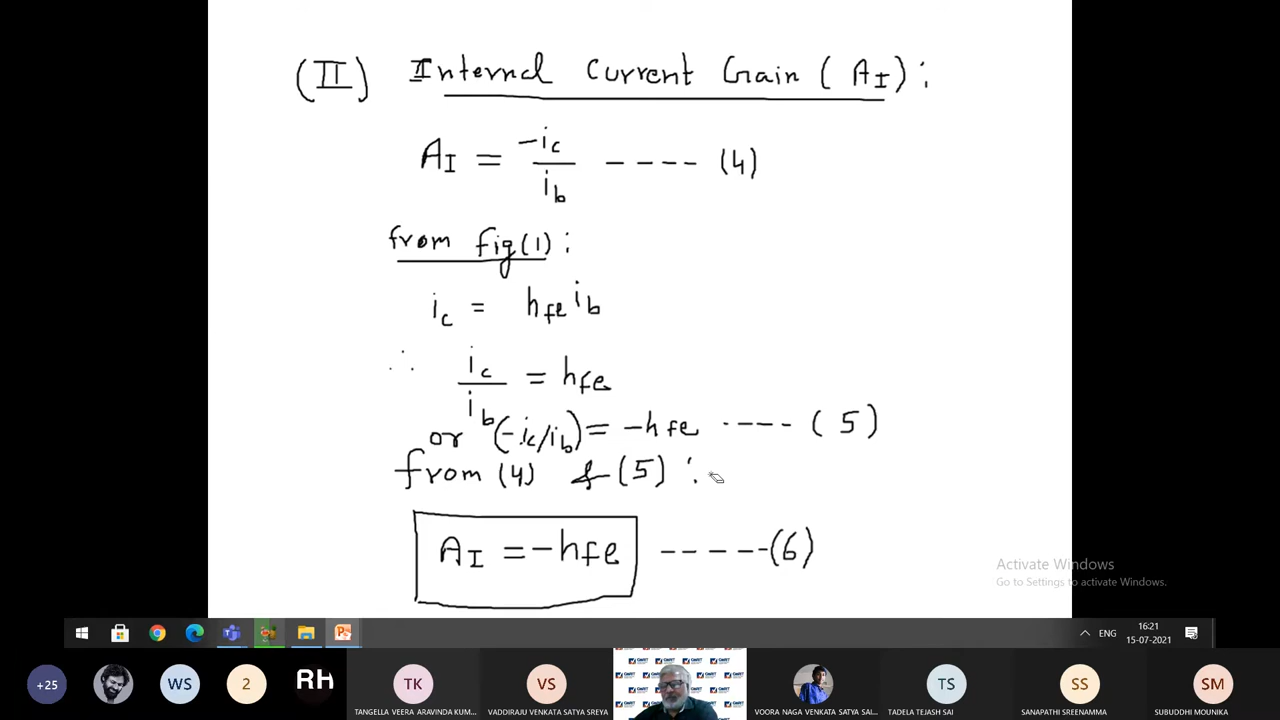 (II) Internal Current Gain (AI):
AI = -ic/ib ---- (4)
from fig(1):
ic = hfe ib
∴ ic/ib = hfe
or (-ic/ib) = -hfe ---- (5)
from (4) & (5):
AI = -hfe -----(6)
Activate Windows
Go to Settings to activate Windows.
ENG
16:21
15-07-2021
+25
WS
2
RH
TK
TANGELLA VEERA ARAVINDA KUM...
VS
VADDIRAJU VENKATA SATYA SREYA
VOORA NAGA VENKATA SATYA SAI...
TS
TADELA TEJASH SAI
SS
SANAPATHI SREENAMMA
SM
SUBUDDHI MOUNIKA